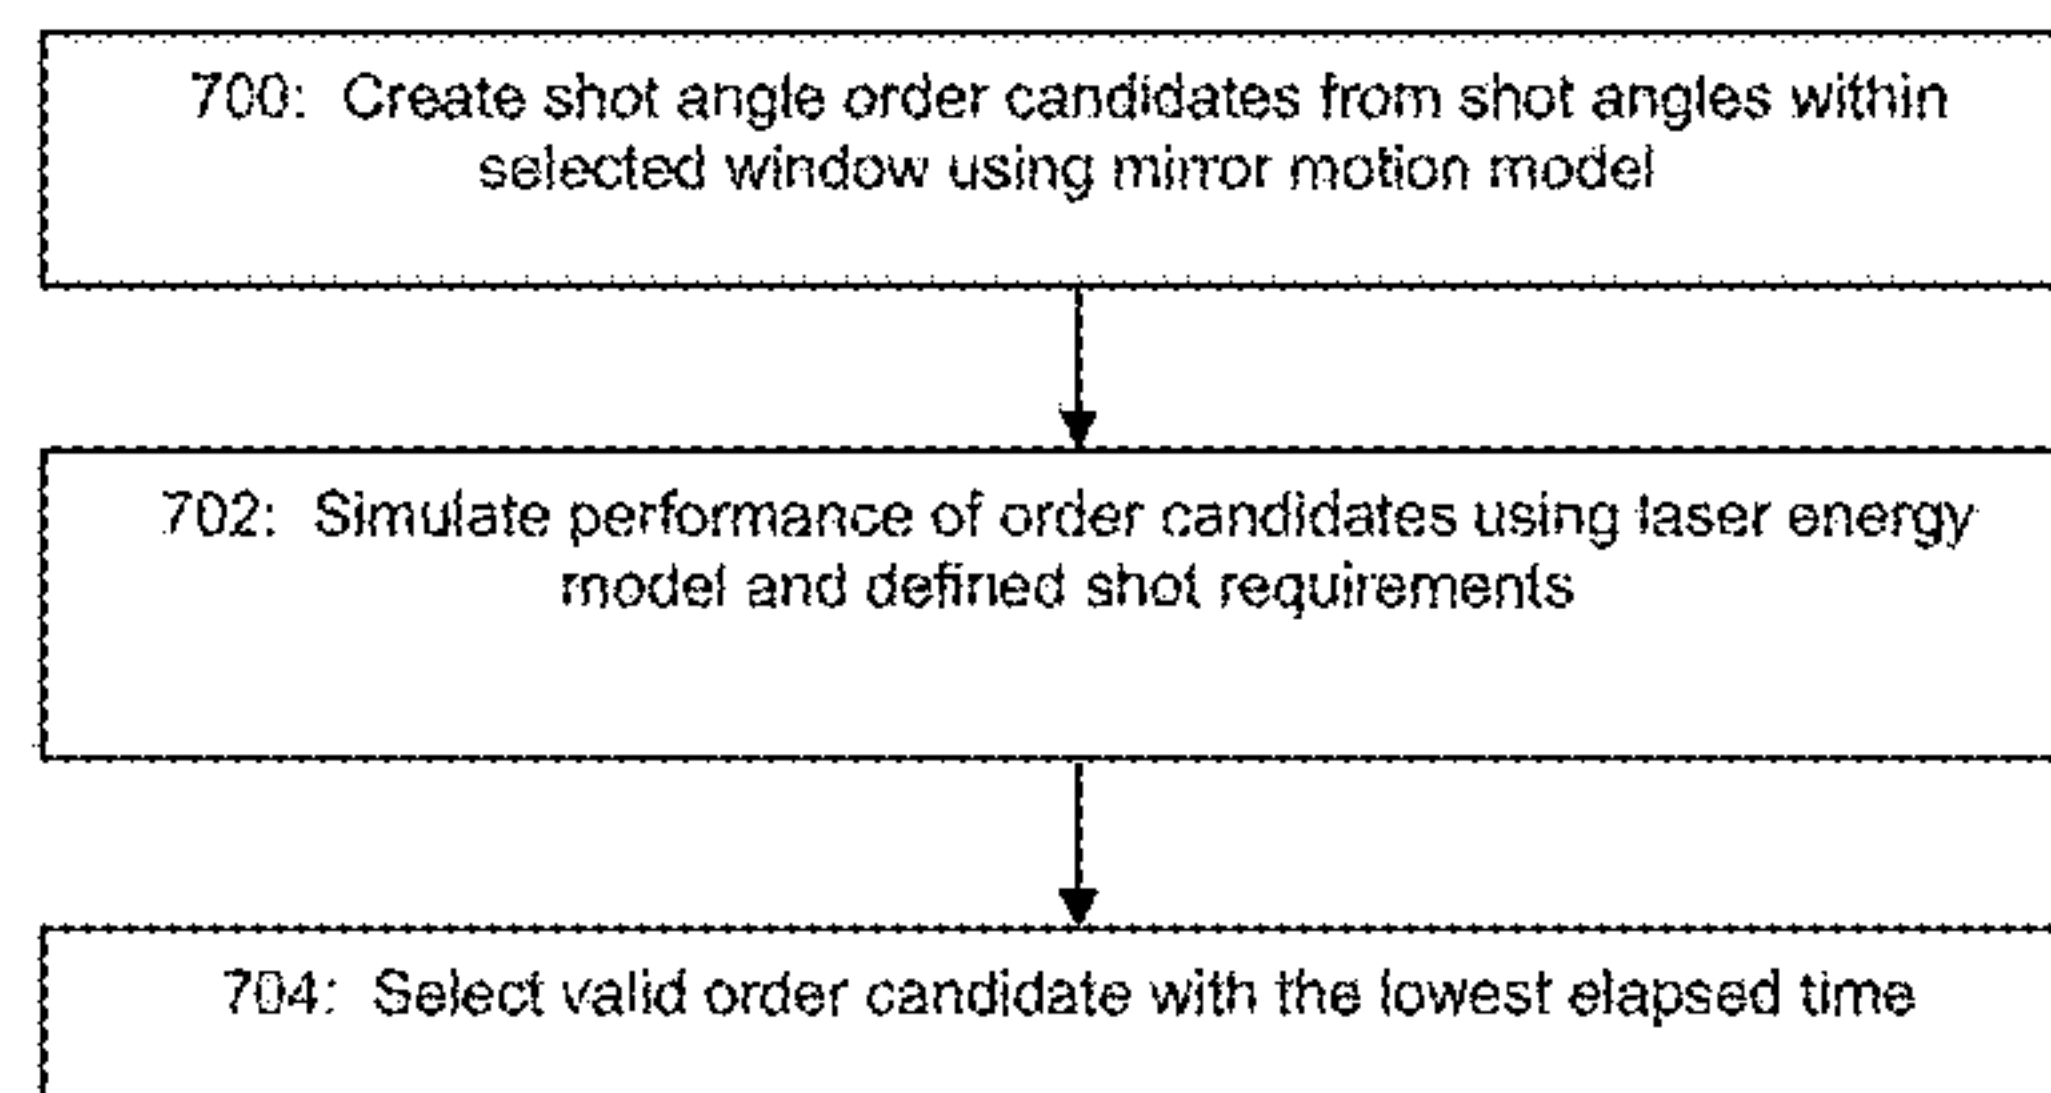 700: Create shot angle order candidates from shot angles within
selected window using mirror motion model
702: Simulate performance of order candidates using laser energy
model and defined shot requirements
704: Select valid order candidate with the lowest elapsed time